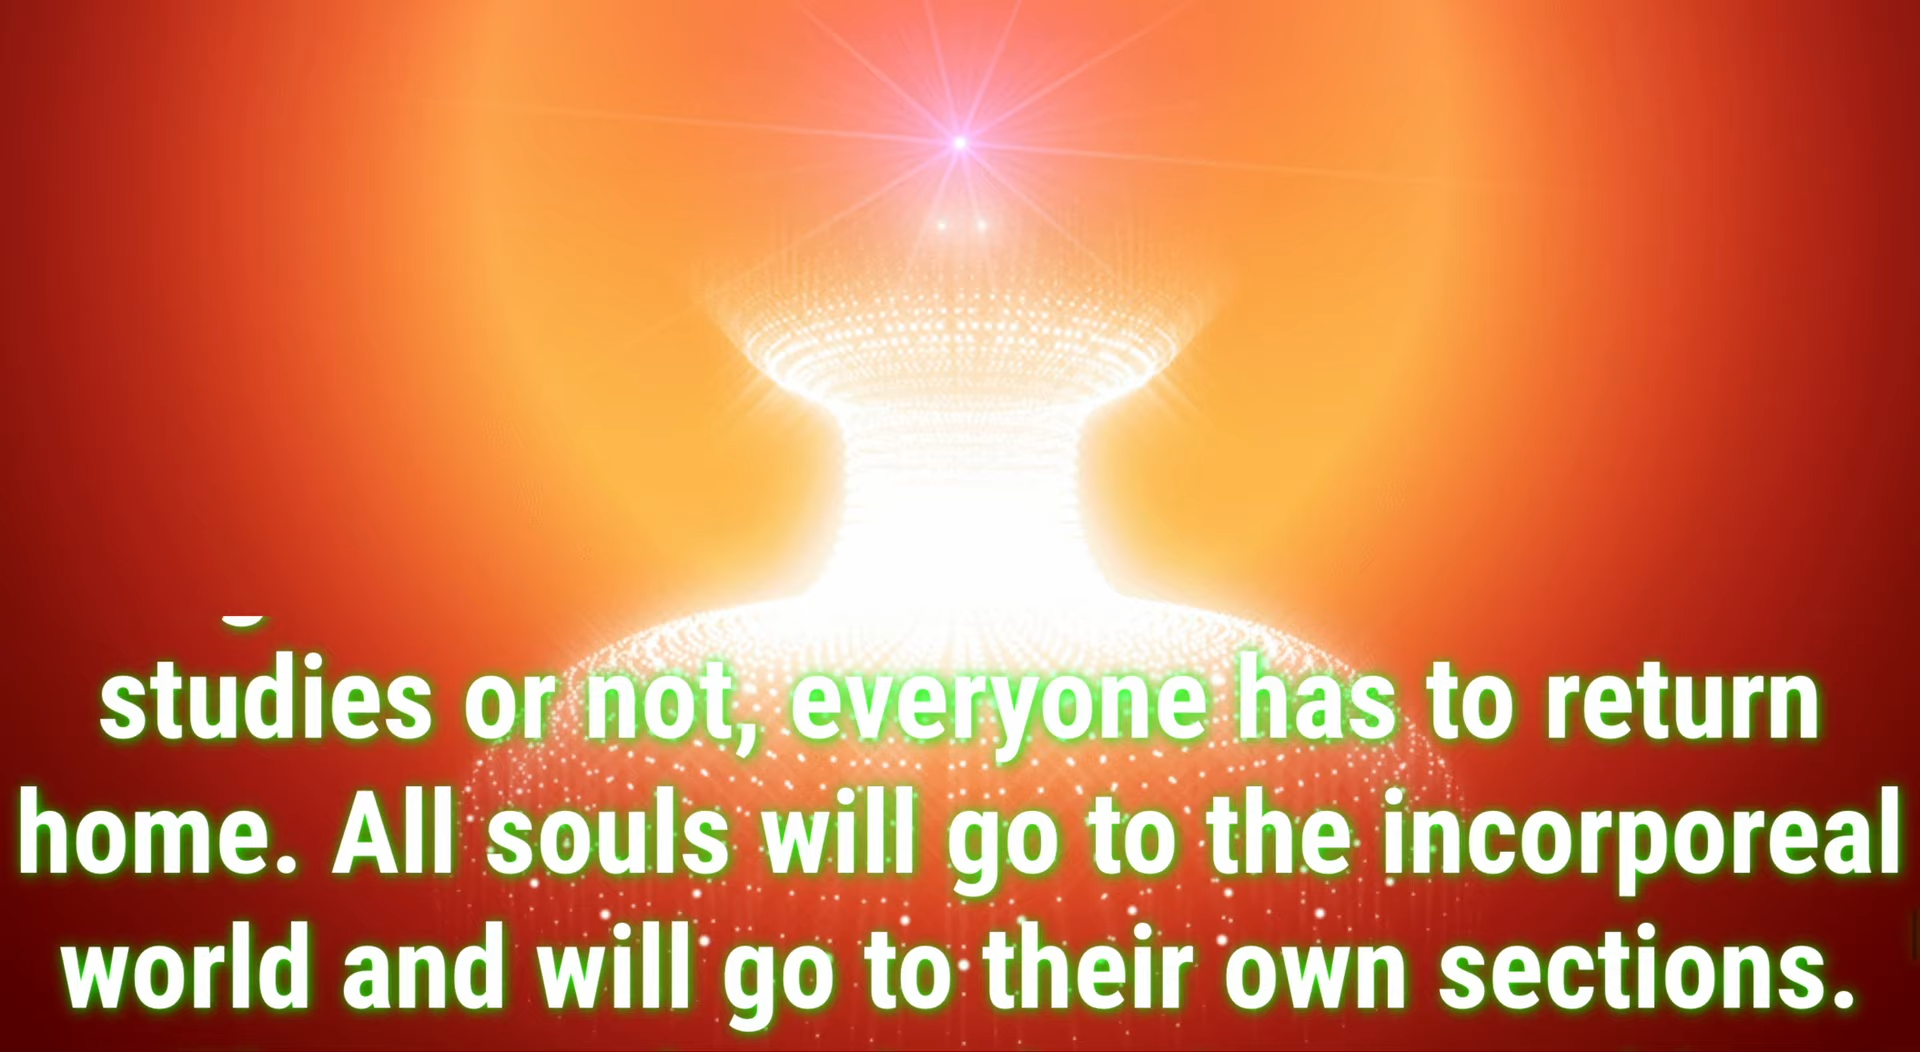 studies or not, everyone has to return
home. All souls will go to the incorporeal
world and will go to their own sections.